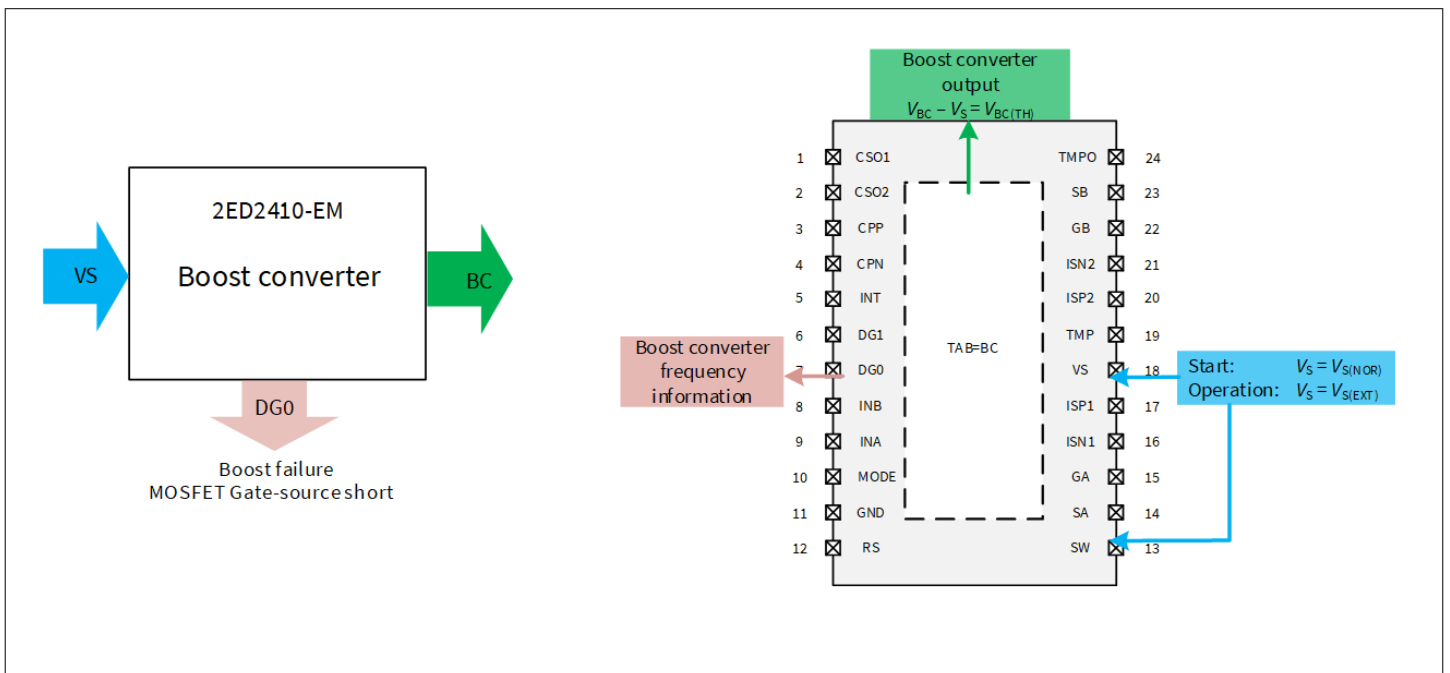 2ED2410-EM
Boost converter
VS
BC
DG0
Boost failure
MOSFET Gate-source short
Boost converter
output
VBC – VS = VBC(TH)
1 CSO1 TMPO 24
2 CSO2 SB 23
3 CPP GB 22
4 CPN ISN2 21
5 INT ISP2 20
6 DG1 TMP 19
7 DG0 VS 18
8 INB ISP1 17
9 INA ISN1 16
10 MODE GA 15
11 GND SA 14
12 RS SW 13
TAB=BC
Boost converter
frequency
information
Start: VS = VS(NOR)
Operation: VS = VS(EXT)